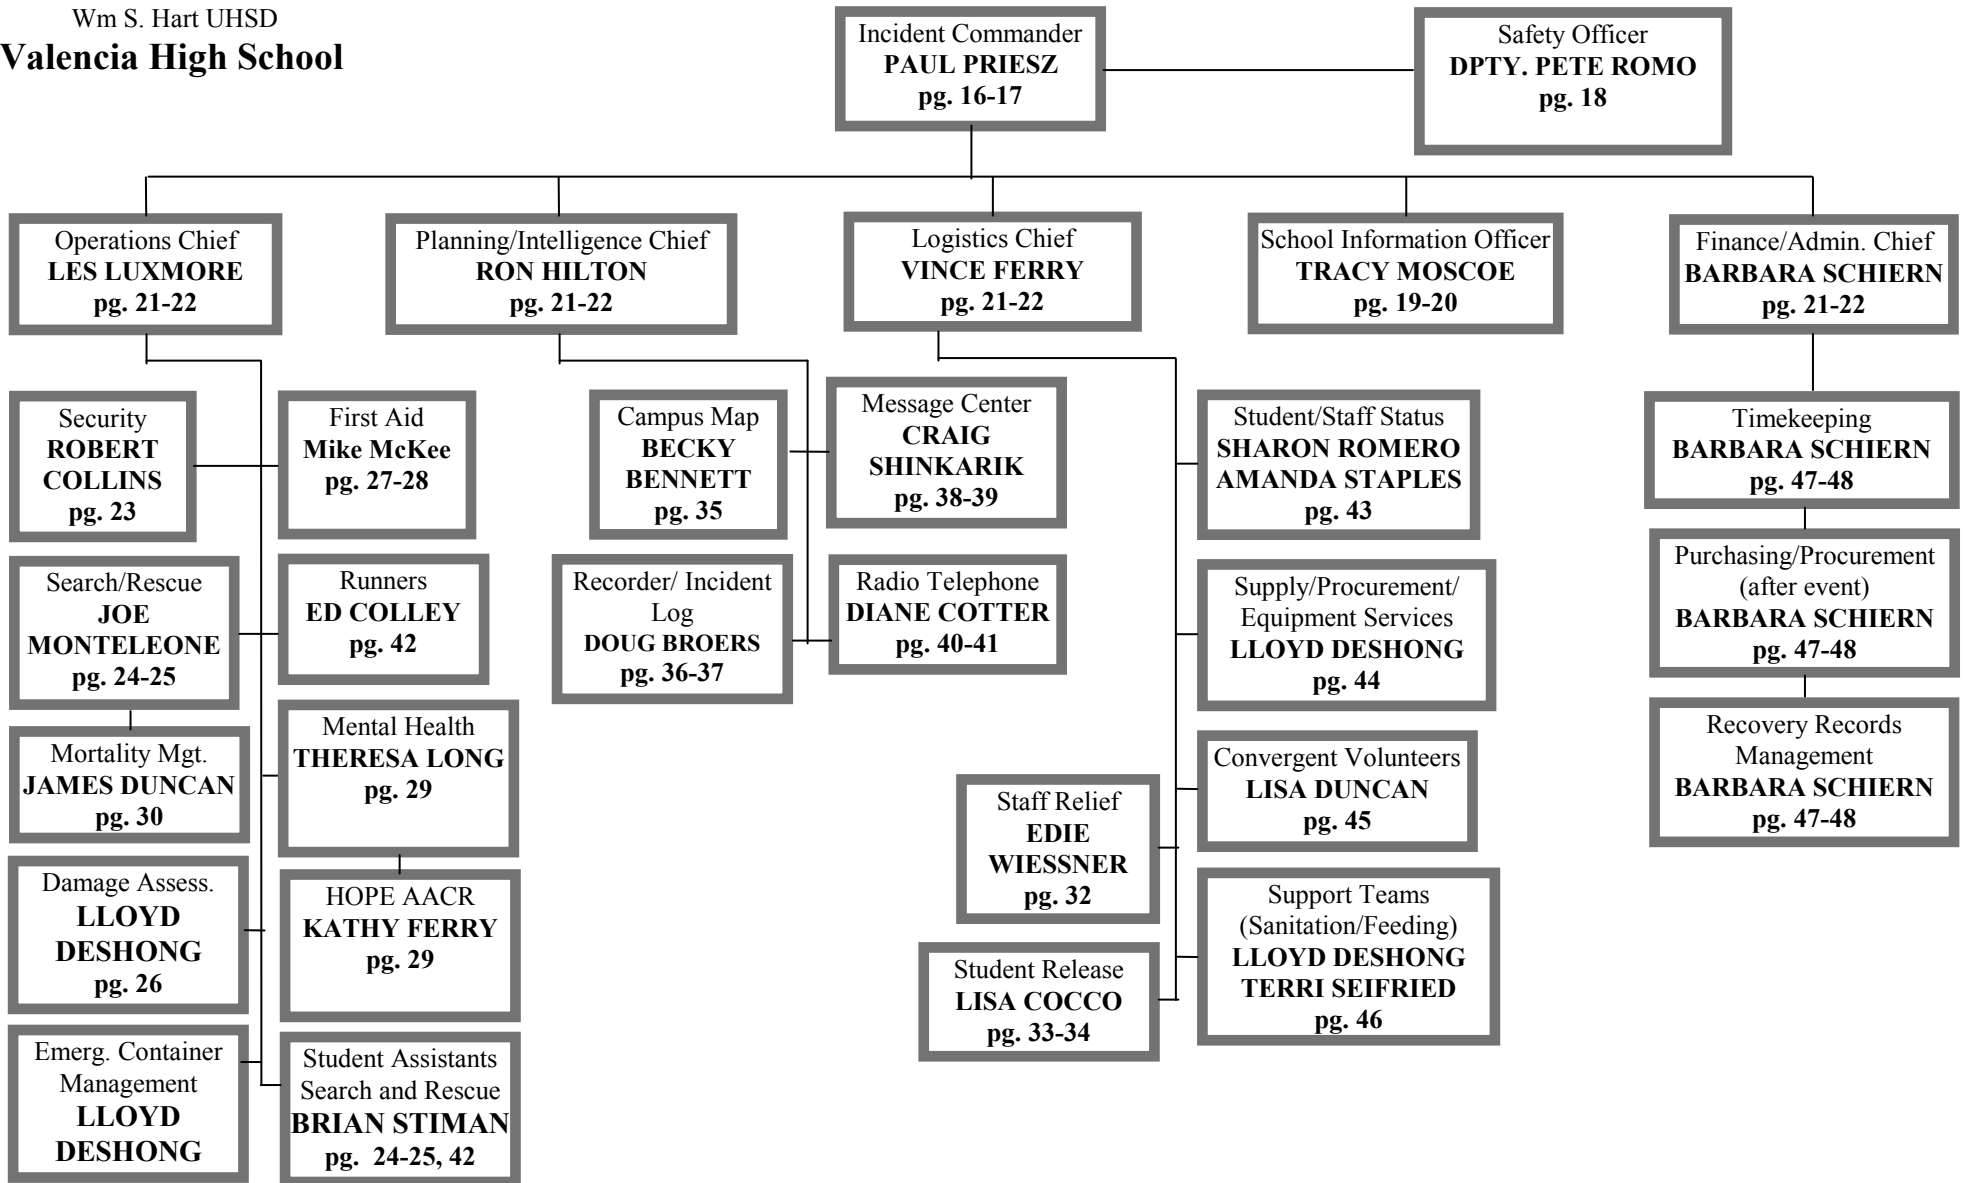 Wm S. Hart UHSD
Valencia High School
Incident Commander
PAUL PRIESZ
pg. 16-17
Safety Officer
DPTY. PETE ROMO
pg. 18
Operations Chief
LES LUXMORE
pg. 21-22
Planning/Intelligence Chief
RON HILTON
pg. 21-22
Logistics Chief
VINCE FERRY
pg. 21-22
School Information Officer
TRACY MOSCOE
pg. 19-20
Finance/Admin. Chief
BARBARA SCHIERN
pg. 21-22
Security
ROBERT
COLLINS
pg. 23
First Aid
Mike McKee
pg. 27-28
Search/Rescue
JOE
MONTELEONE
pg. 24-25
Runners
ED COLLEY
pg. 42
Mortality Mgt.
JAMES DUNCAN
pg. 30
Mental Health
THERESA LONG
pg. 29
Damage Assess.
LLOYD
DESHONG
pg. 26
HOPE AACR
KATHY FERRY
pg. 29
Emerg. Container
Management
LLOYD
DESHONG
Student Assistants
Search and Rescue
BRIAN STIMAN
pg. 24-25, 42
Campus Map
BECKY
BENNETT
pg. 35
Message Center
CRAIG
SHINKARIK
pg. 38-39
Recorder/ Incident
Log
DOUG BROERS
pg. 36-37
Radio Telephone
DIANE COTTER
pg. 40-41
Student/Staff Status
SHARON ROMERO
AMANDA STAPLES
pg. 43
Supply/Procurement/
Equipment Services
LLOYD DESHONG
pg. 44
Convergent Volunteers
LISA DUNCAN
pg. 45
Staff Relief
EDIE
WIESSNER
pg. 32
Support Teams
(Sanitation/Feeding)
LLOYD DESHONG
TERRI SEIFRIED
pg. 46
Student Release
LISA COCCO
pg. 33-34
Timekeeping
BARBARA SCHIERN
pg. 47-48
Purchasing/Procurement
(after event)
BARBARA SCHIERN
pg. 47-48
Recovery Records
Management
BARBARA SCHIERN
pg. 47-48